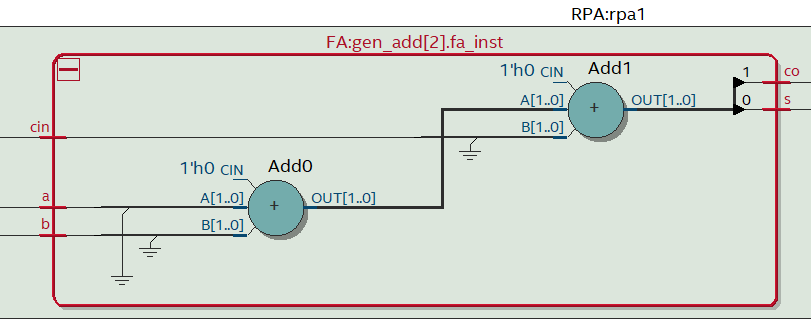 RPA:rpa1
FA:gen_add[2].fa_inst
1'h0 CIN Add1
1 co
A[1..0] + OUT[1..0] 0 s
cin B[1..0]
1'h0 CIN Add0
a A[1..0] + OUT[1..0]
b B[1..0]